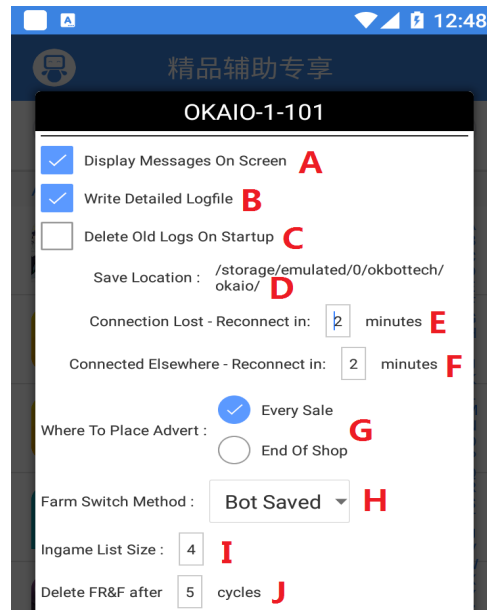 A 12:48
精品辅助专享
OKAIO-1-101
Display Messages On Screen A
Write Detailed Logfile B
Delete Old Logs On Startup C
Save Location : /storage/emulated/0/okbottech/
okaio/ D
Connection Lost - Reconnect in: 2 minutes E
Connected Elsewhere - Reconnect in: 2 minutes F
Where To Place Advert :
Every Sale
End Of Shop
G
Farm Switch Method : Bot Saved H
Ingame List Size : 4 I
Delete FR&F after 5 cycles J